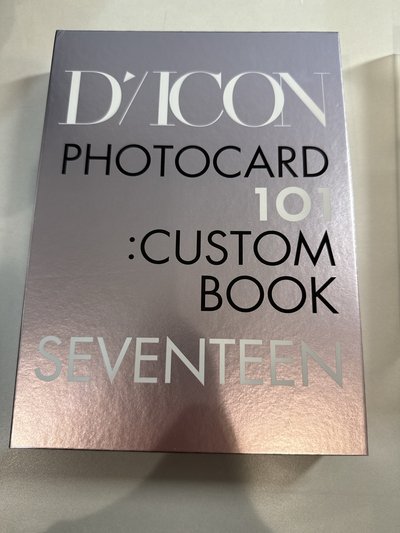 D'/ICON
PHOTOCARD
101
:CUSTOM
BOOK
SEVENTEEN